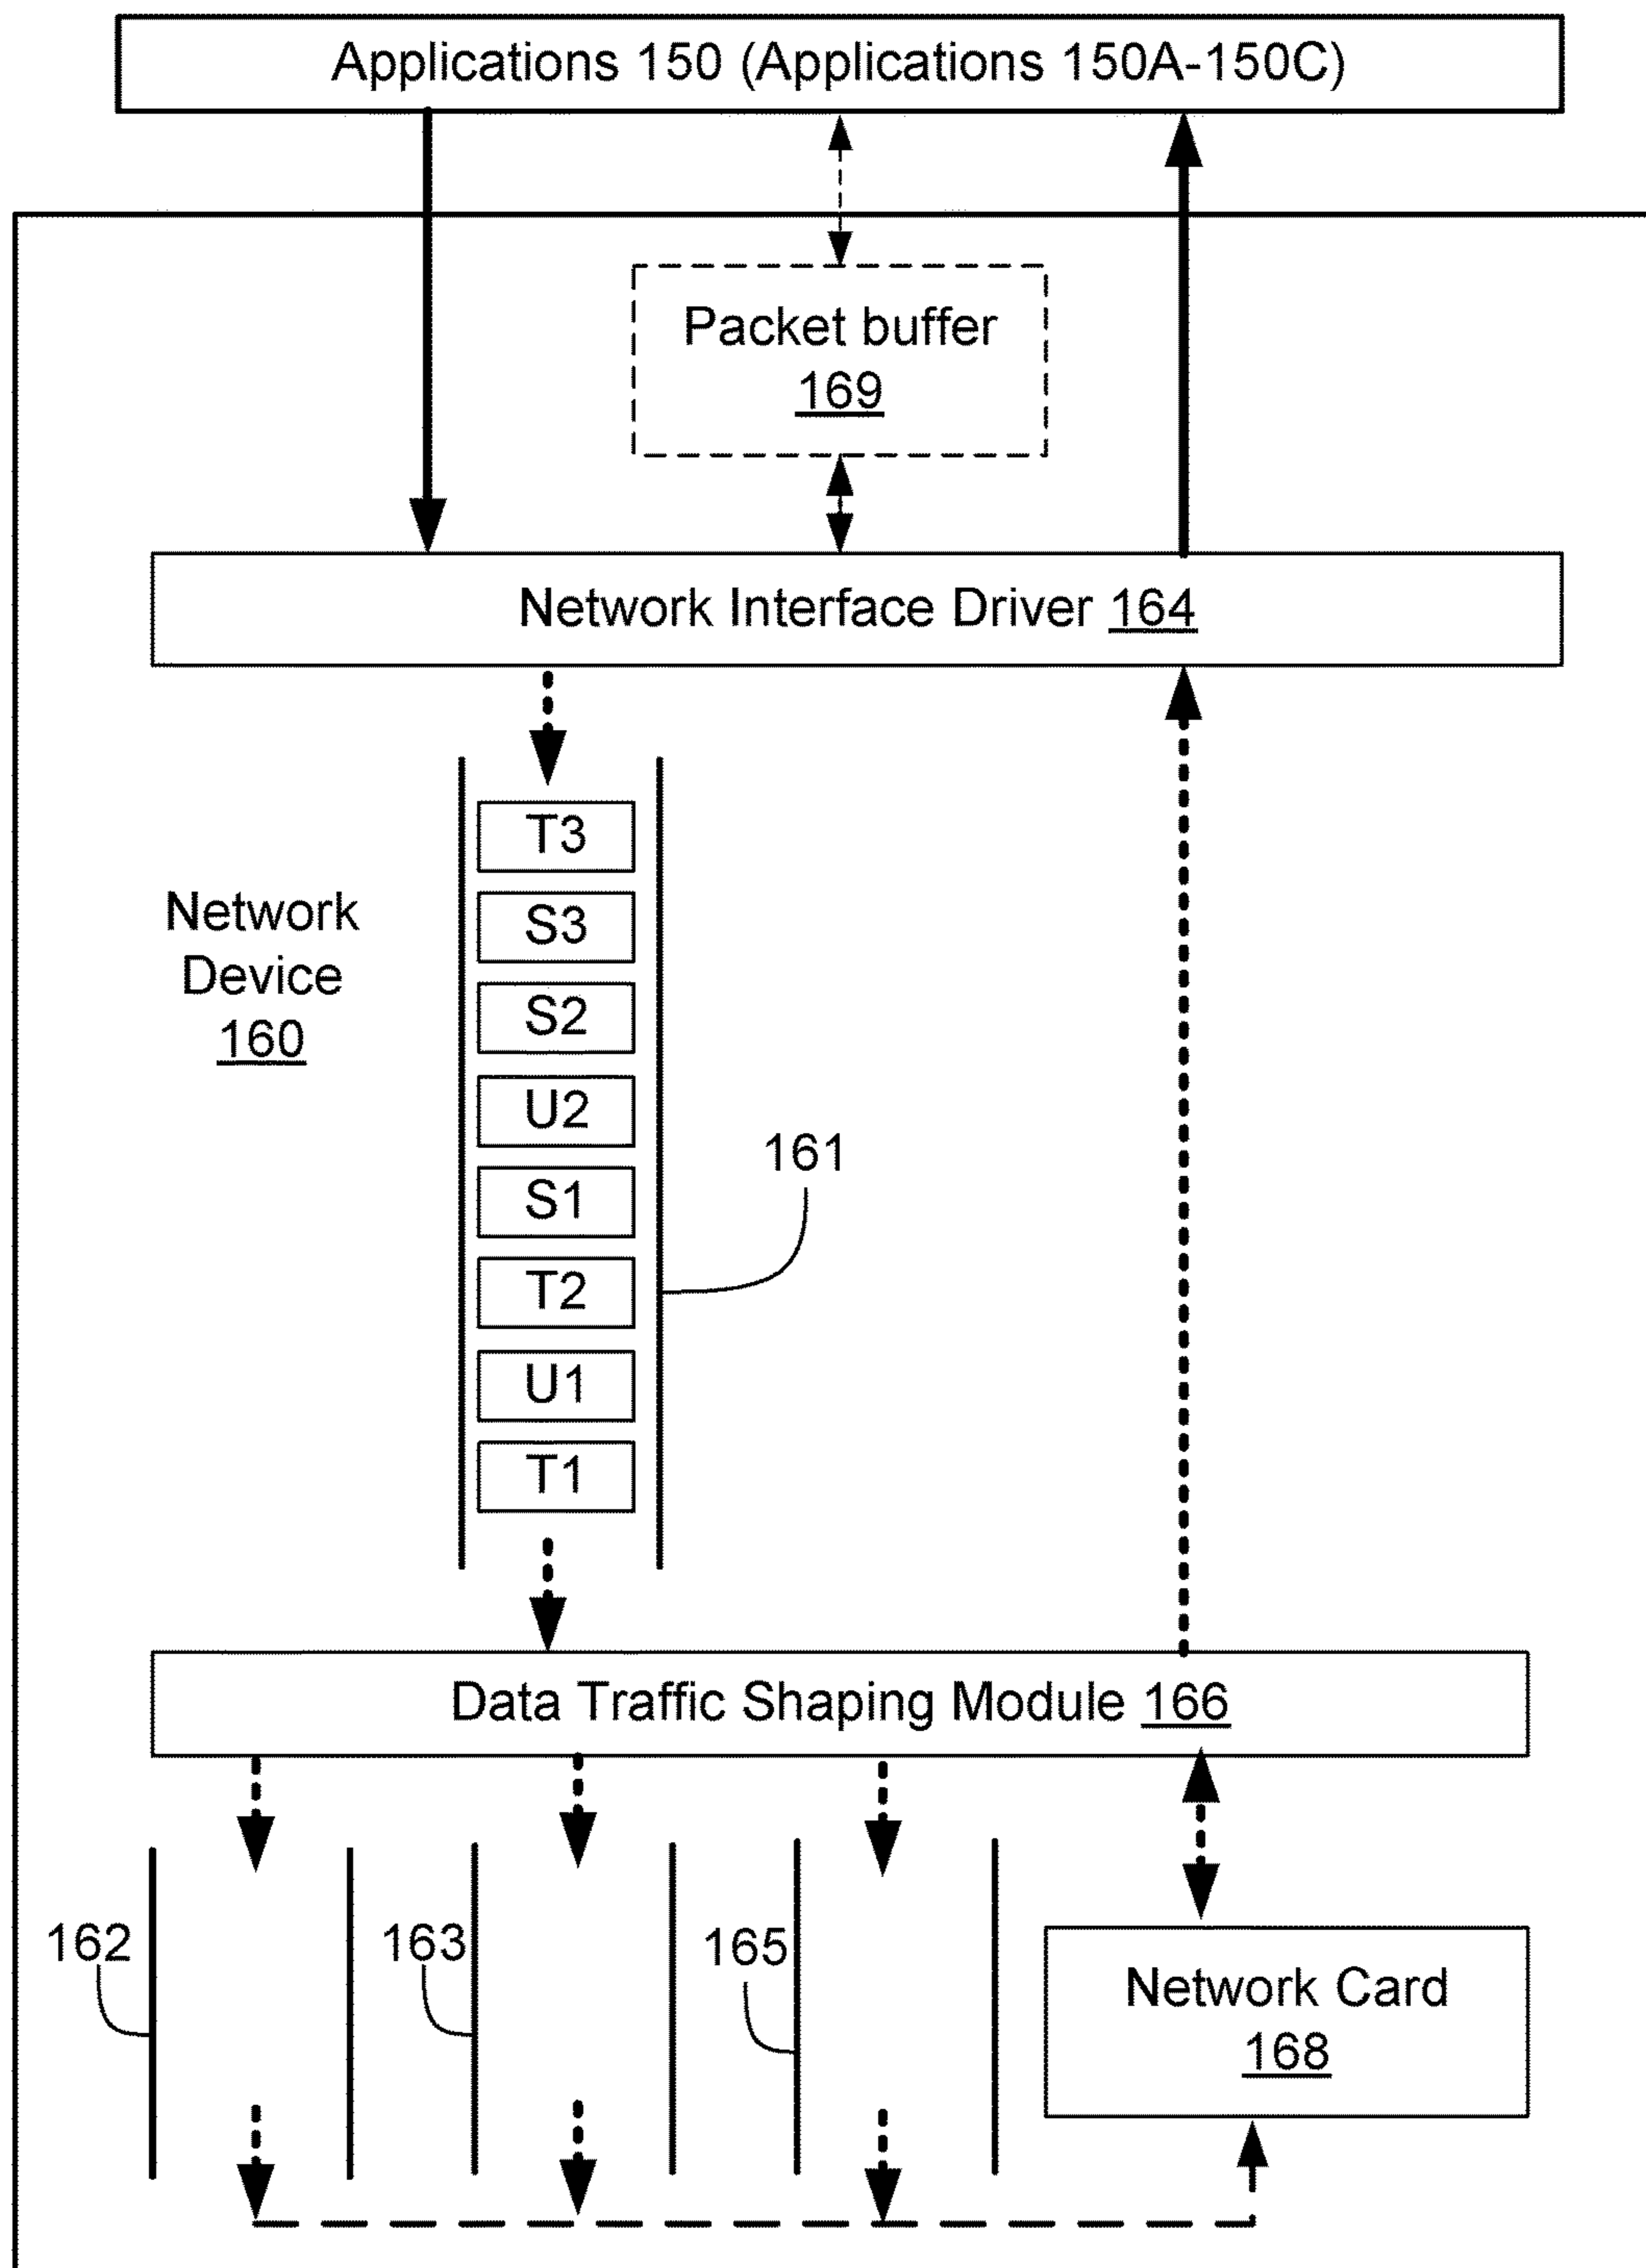 Applications 150 (Applications 150A-150C)
Packet buffer
169
Network Interface Driver 164
T3
S3
S2
U2
S1
T2
U1
T1
Network
Device
160
161
Data Traffic Shaping Module 166
162
163
165
Network Card
168